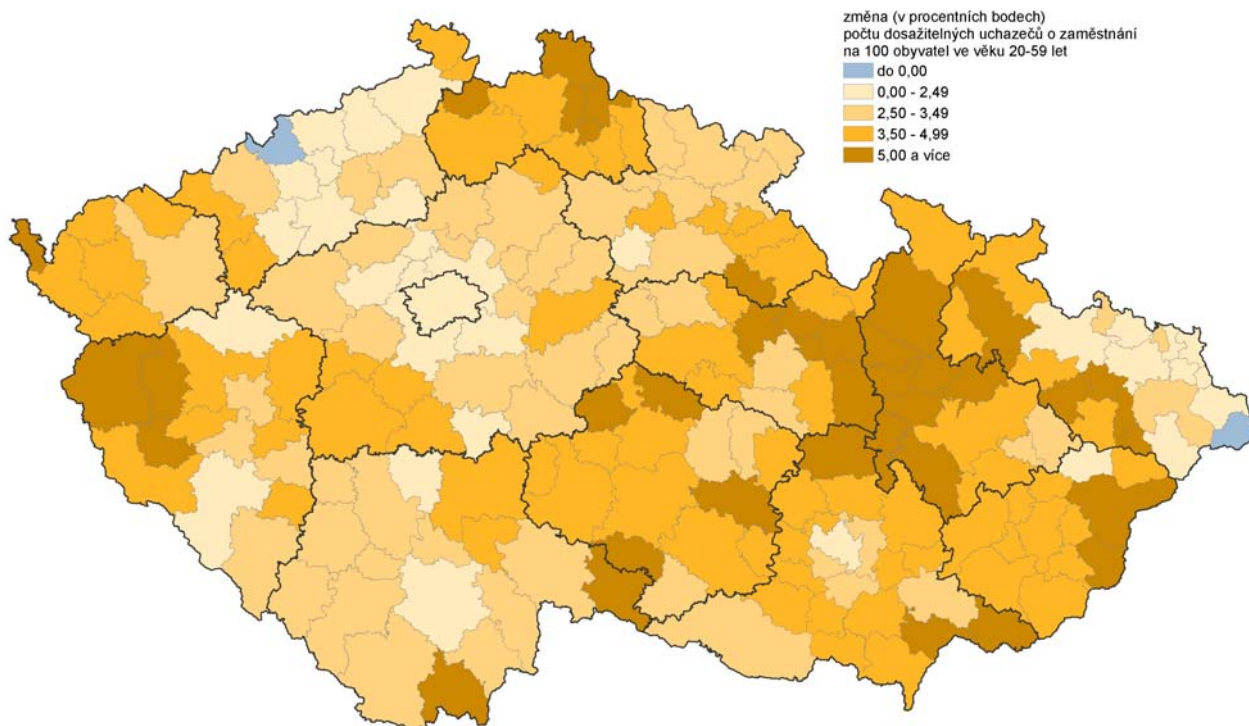 změna (v procentních bodech)
počtu dosažitelných uchazečů o zaměstnání
na 100 obyvatel ve věku 20-59 let
do 0,00
0,00 - 2,49
2,50 - 3,49
3,50 - 4,99
5,00 a více